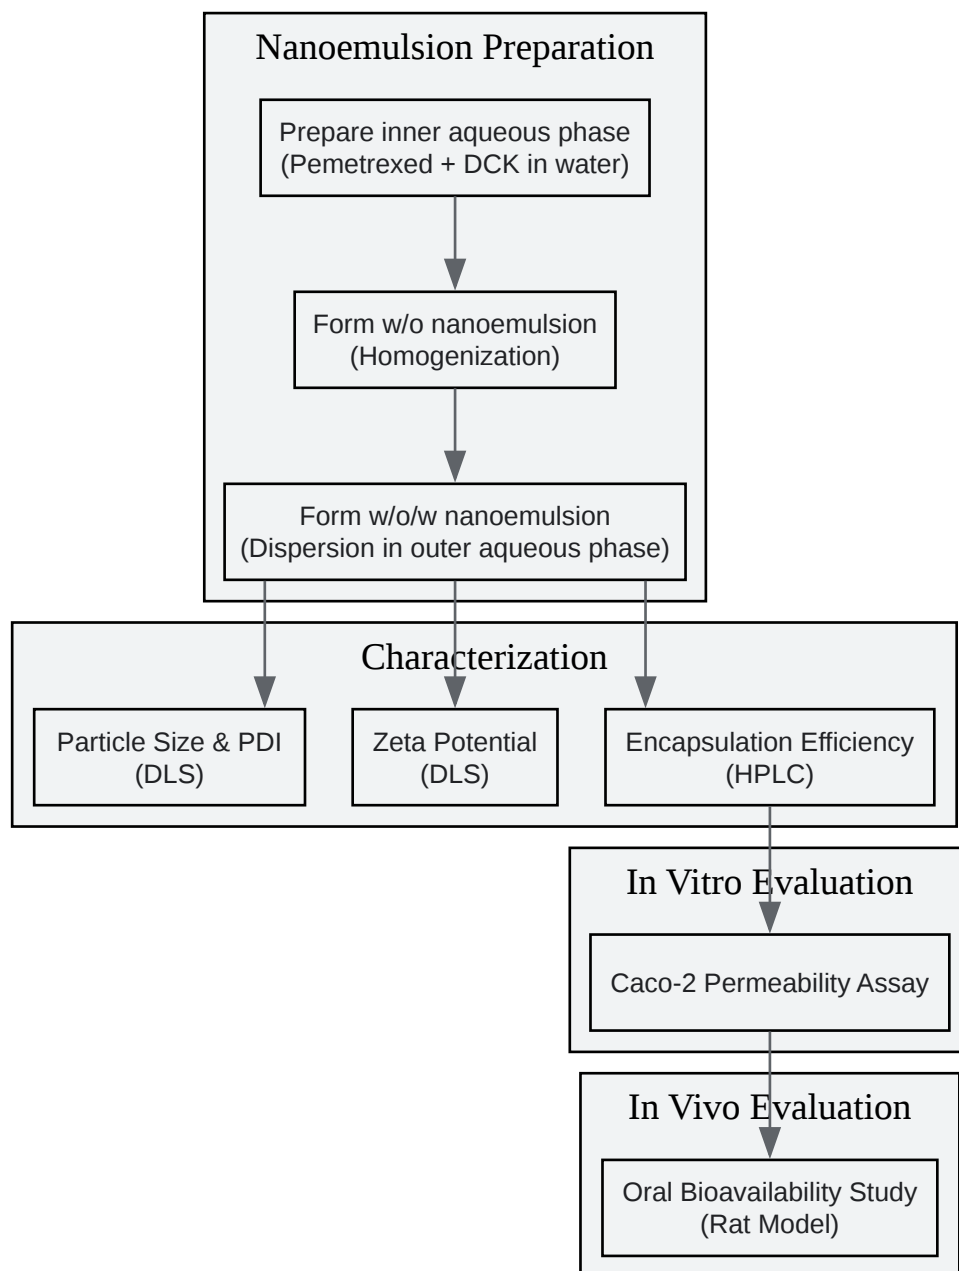 Nanoemulsion Preparation
Prepare inner aqueous phase
(Pemetrexed + DCK in water)
Form w/o nanoemulsion
(Homogenization)
Form w/o/w nanoemulsion
(Dispersion in outer aqueous phase)
Characterization
Particle Size & PDI
(DLS)
Zeta Potential
(DLS)
Encapsulation Efficiency
(HPLC)
In Vitro Evaluation
Caco-2 Permeability Assay
In Vivo Evaluation
Oral Bioavailability Study
(Rat Model)